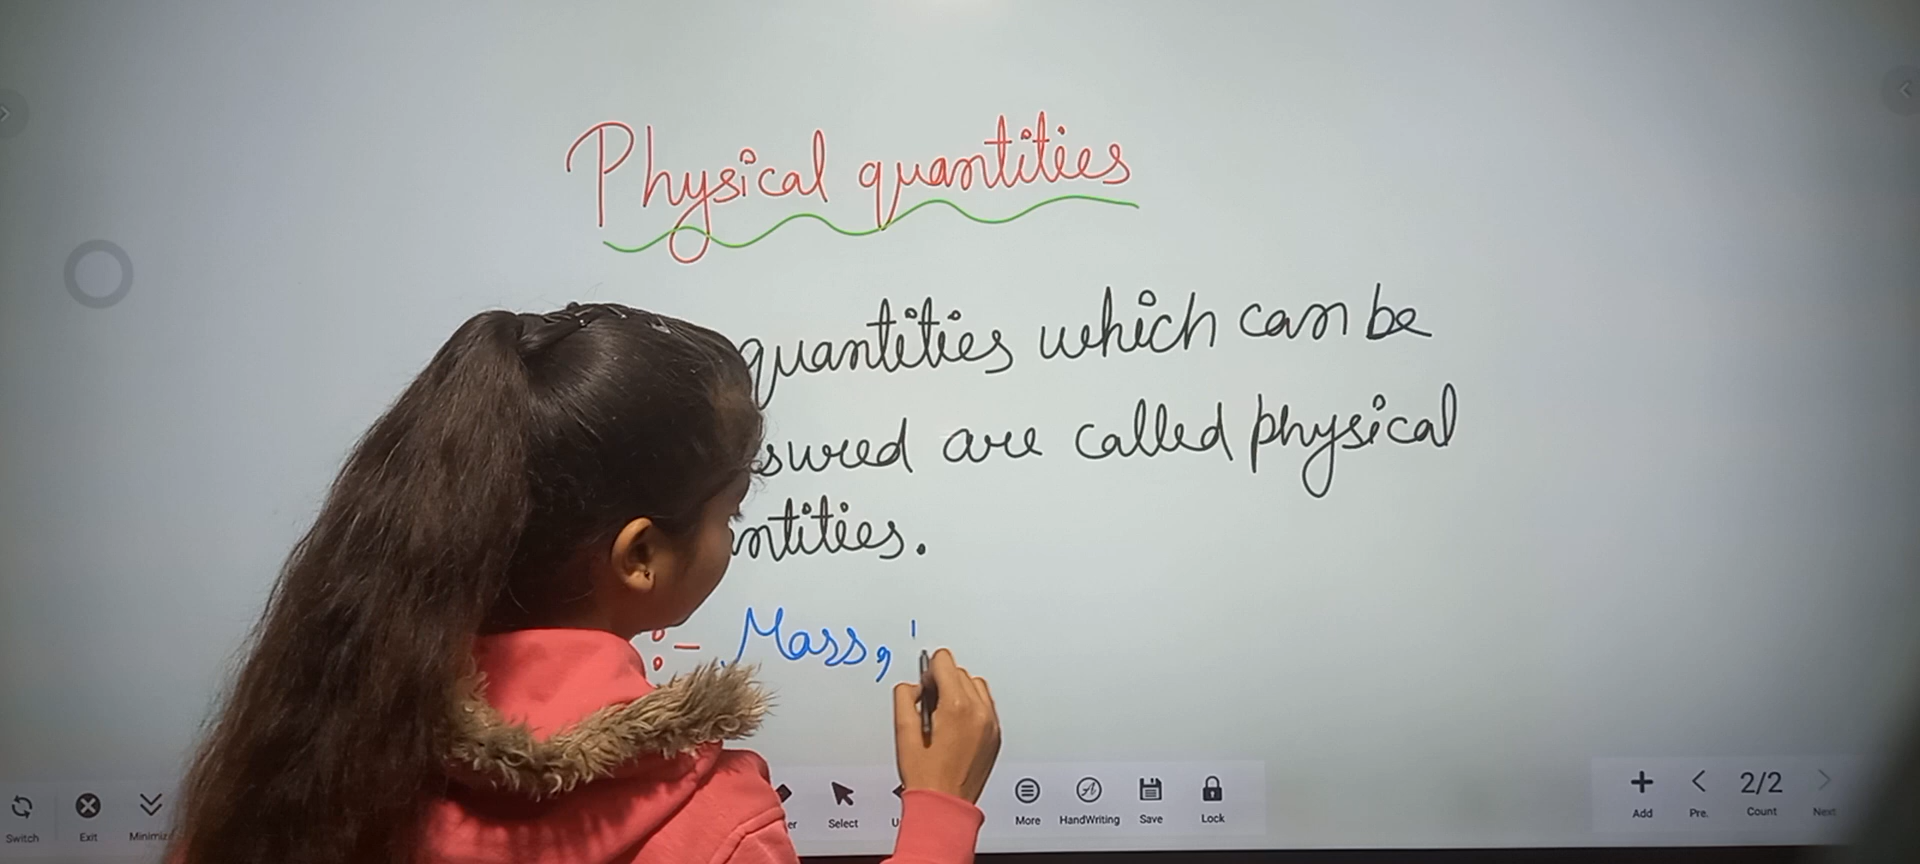 Physical quantities
quantities which can be
sured are called physical
ntities.
:- Mass,
Switch
Exit
Select
More
HandWriting
Save
Lock
Add
Pre.
2/2
Count
Next